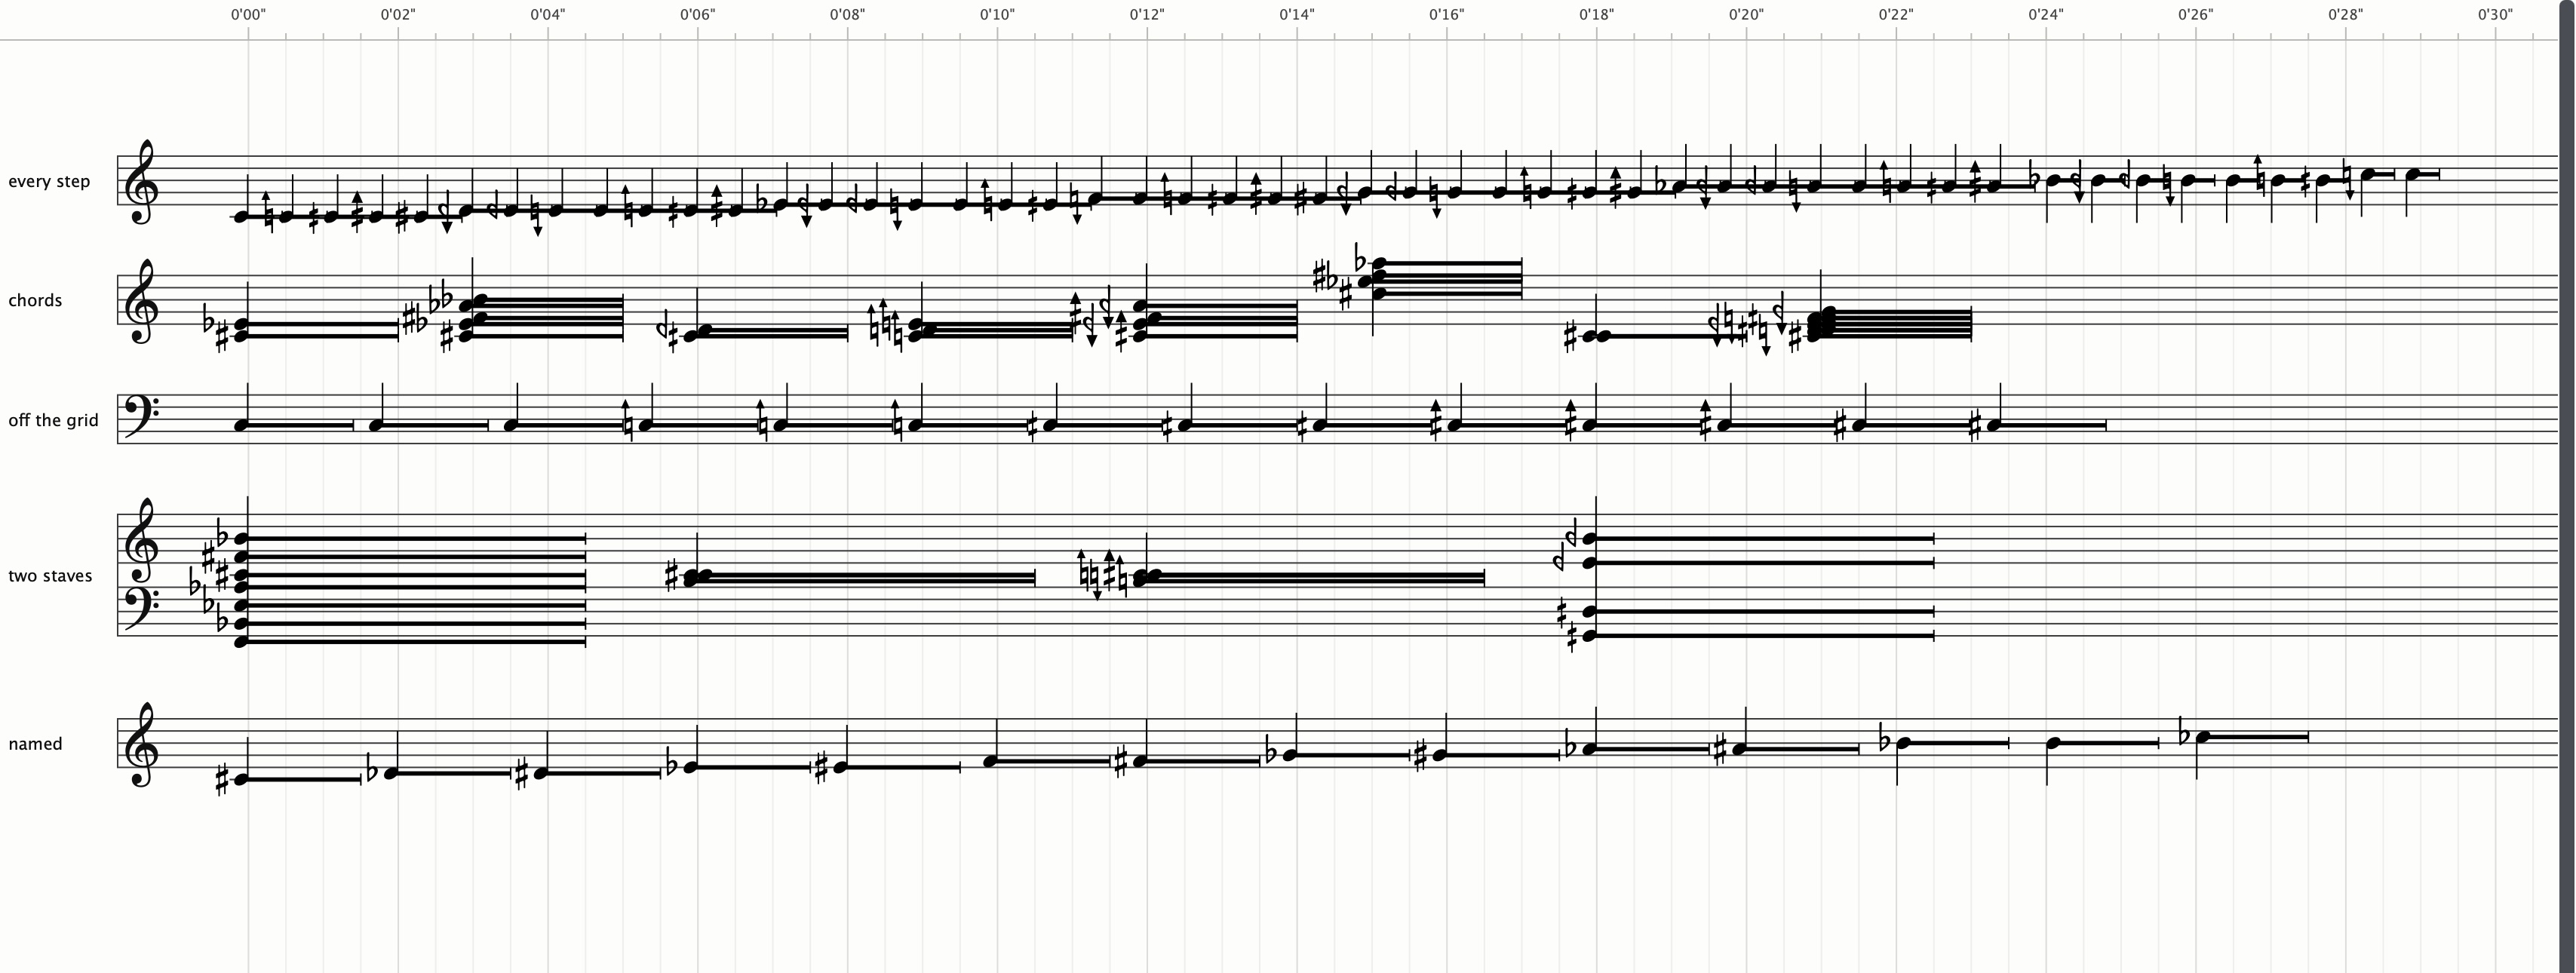 0'00" 0'02" 0'04" 0'06" 0'08" 0'10" 0'12" 0'14" 0'16" 0'18" 0'20" 0'22" 0'24" 0'26" 0'28" 0'30"
every step
chords
off the grid
two staves
named